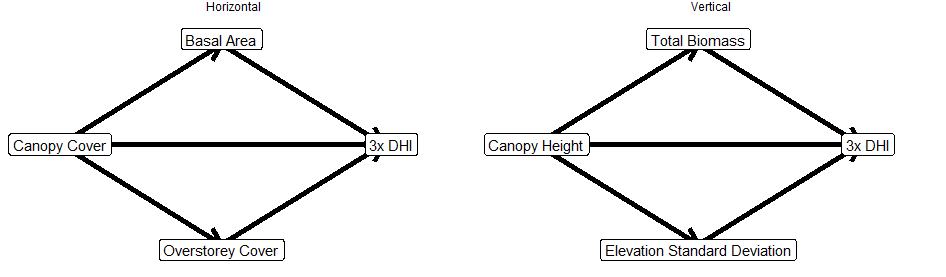 Horizontal
Basal Area
Canopy Cover
3x DHI
Overstorey Cover
Vertical
Total Biomass
Canopy Height
3x DHI
Elevation Standard Deviation